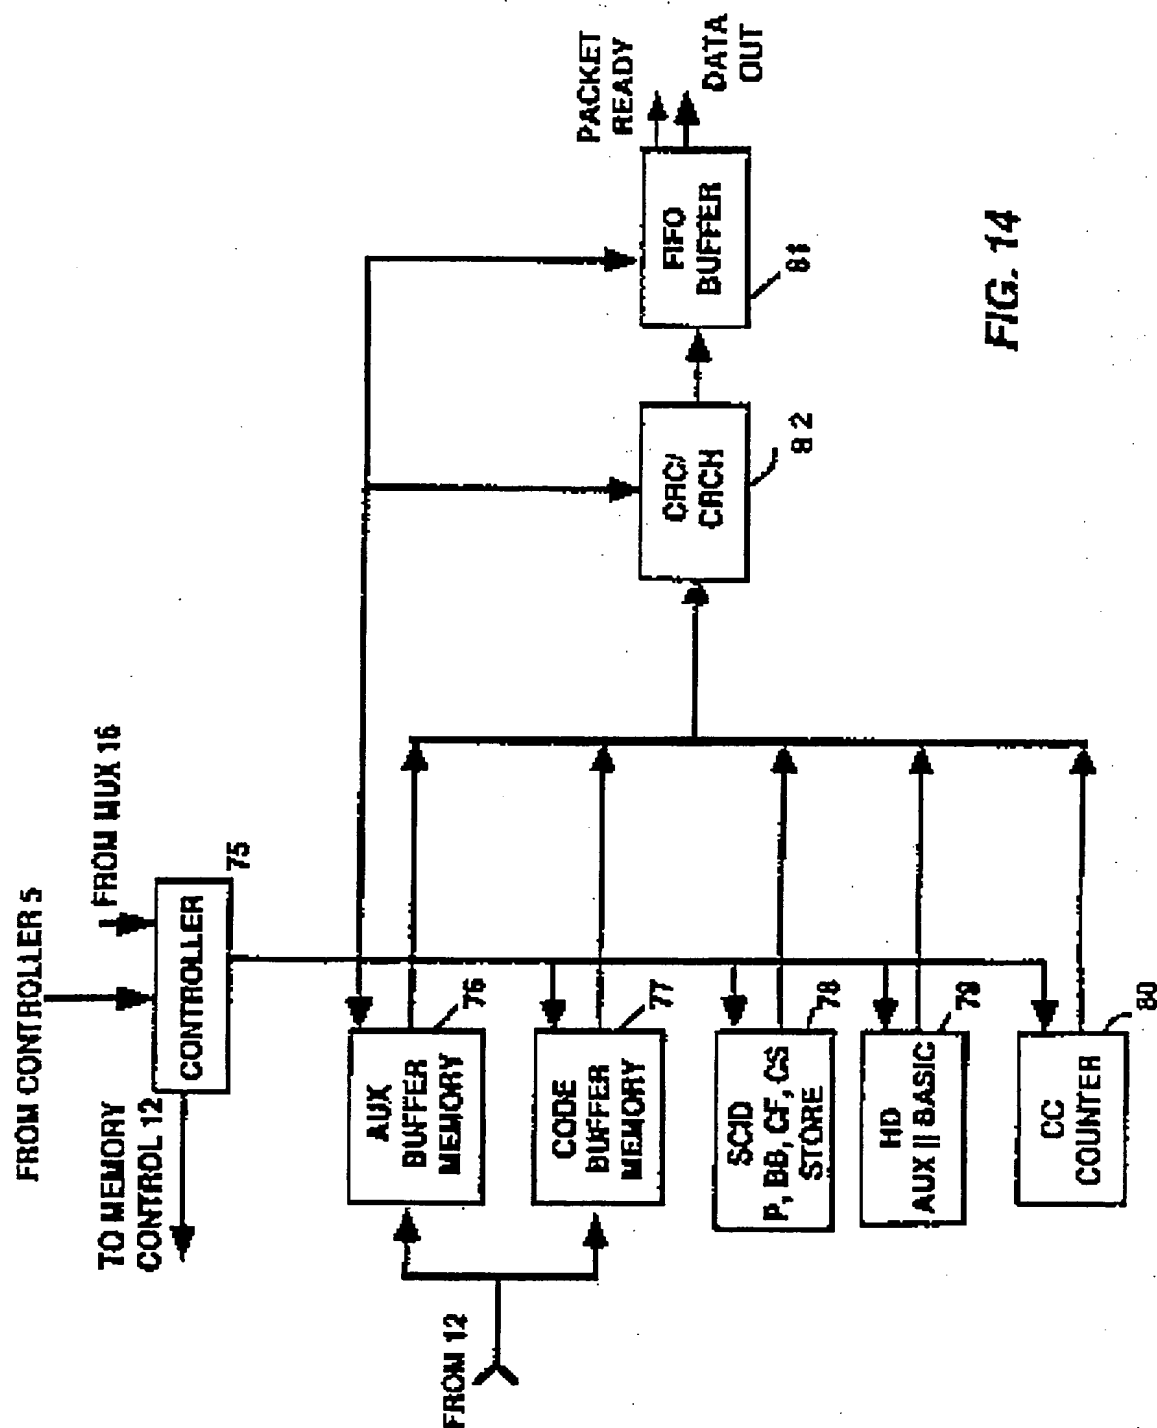 FROM CONTROLLER 5
FROM MUX 16
TO MEMORY
CONTROL 12
CONTROLLER
75
FROM 12
AUX
BUFFER
MEMORY
76
CODE
BUFFER
MEMORY
77
SCID
P, BB, CF, CS
STORE
78
HD
AUX || BASIC
79
CC
COUNTER
80
CRC/
CRCH
82
FIFO
BUFFER
81
PACKET
READY
DATA
OUT
FIG. 14